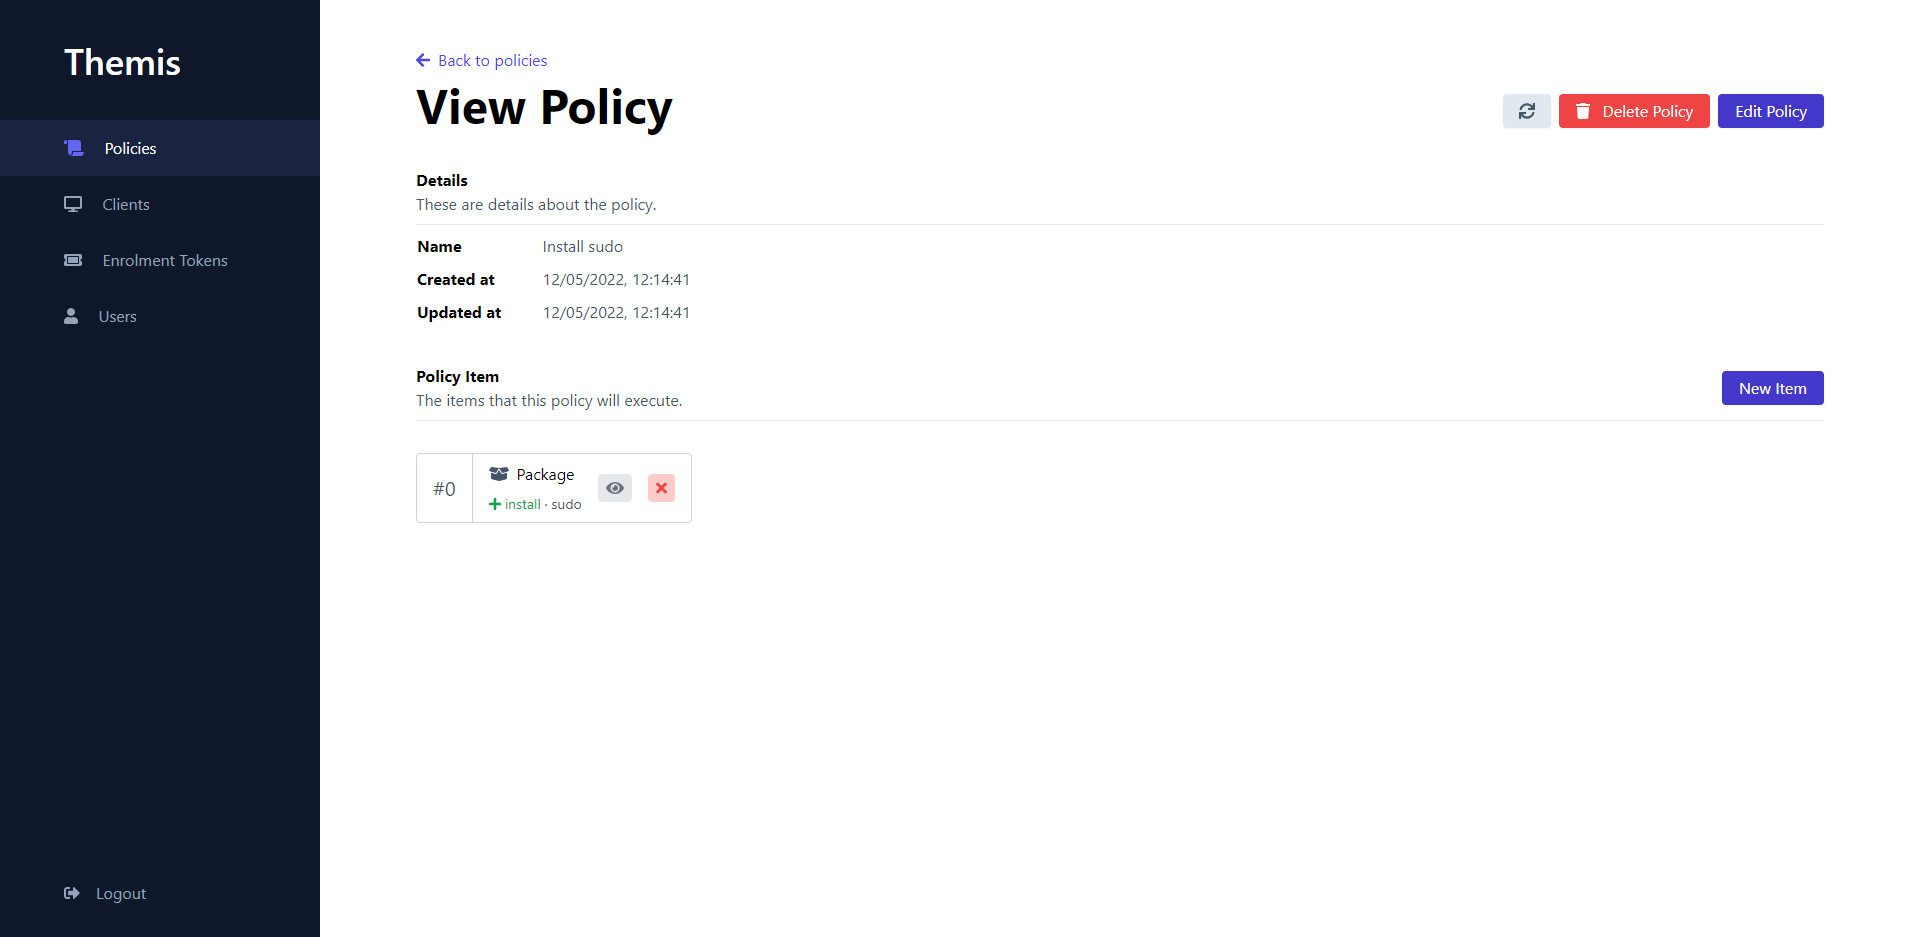 Themis
Policies
Clients
Enrolment Tokens
Users
Logout
Back to policies
View Policy
Delete Policy
Edit Policy
Details
These are details about the policy.
Name Install sudo
Created at 12/05/2022, 12:14:41
Updated at 12/05/2022, 12:14:41
Policy Item
The items that this policy will execute.
New Item
#0
Package
install · sudo